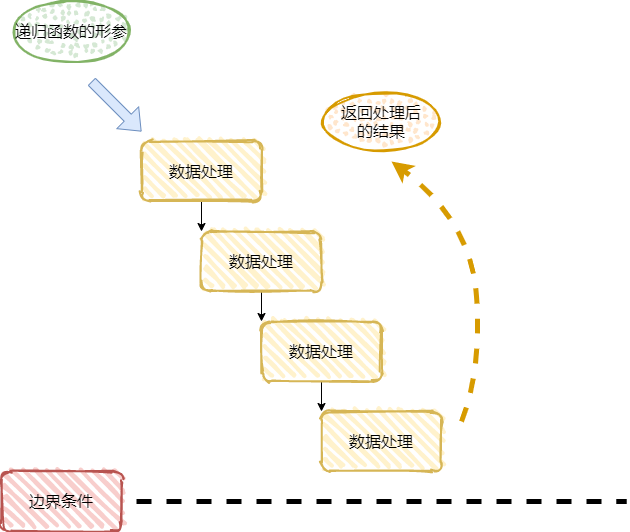 递归函数的形参
返回处理后
的结果
数据处理
数据处理
数据处理
数据处理
边界条件